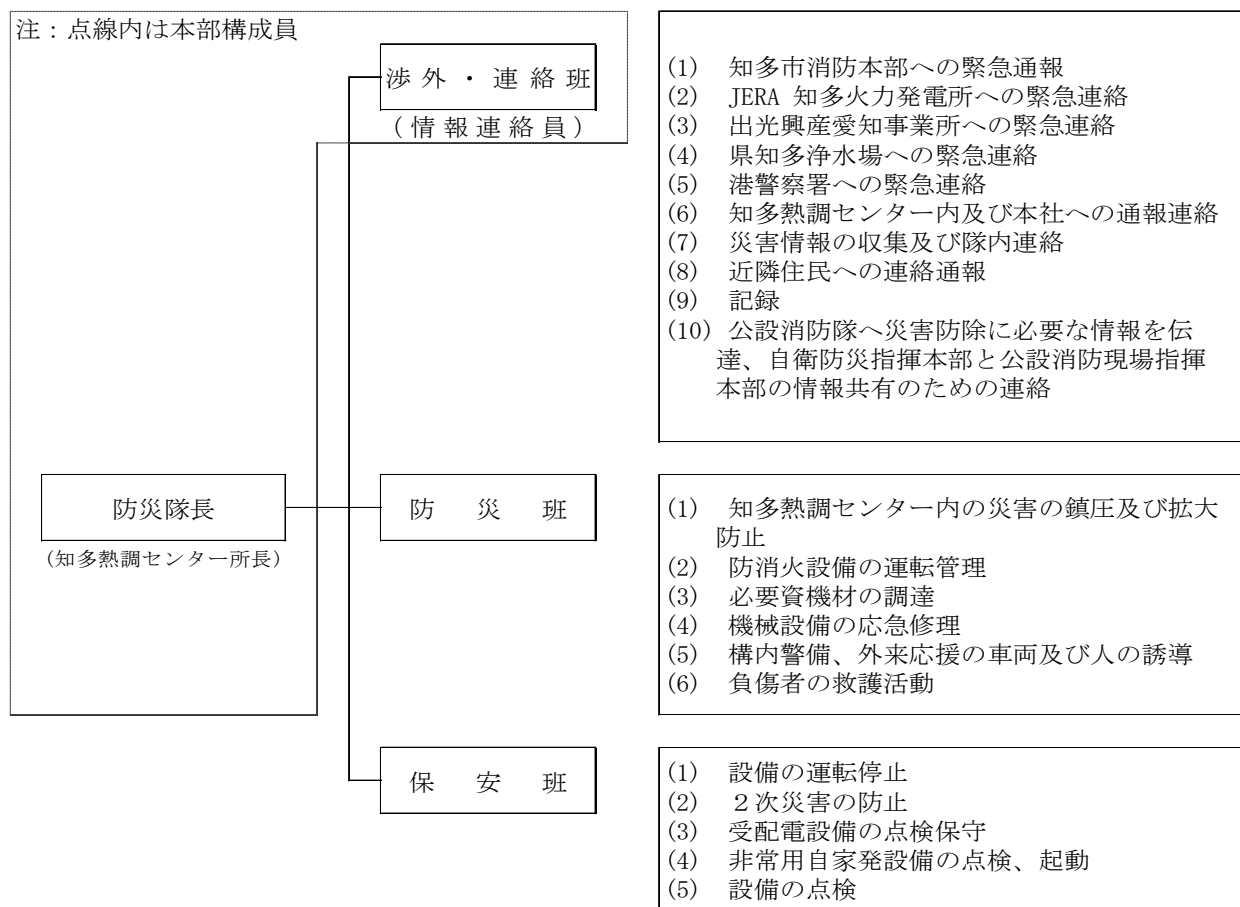 注：点線内は本部構成員
渉外・連絡班
(情報連絡員)
(1) 知多市消防本部への緊急通報
(2) JERA 知多火力発電所への緊急連絡
(3) 出光興産愛知事業所への緊急連絡
(4) 県知多浄水場への緊急連絡
(5) 港警察署への緊急連絡
(6) 知多熱調センター内及び本社への通報連絡
(7) 災害情報の収集及び隊内連絡
(8) 近隣住民への連絡通報
(9) 記録
(10) 公設消防隊へ災害防除に必要な情報を伝
達、自衛防災指揮本部と公設消防現場指揮
本部の情報共有のための連絡
防災隊長
(知多熱調センター所長)
防災班
(1) 知多熱調センター内の災害の鎮圧及び拡大
防止
(2) 防消火設備の運転管理
(3) 必要資機材の調達
(4) 機械設備の応急修理
(5) 構内警備、外来応援の車両及び人の誘導
(6) 負傷者の救護活動
保安班
(1) 設備の運転停止
(2) ２次災害の防止
(3) 受配電設備の点検保守
(4) 非常用自家発設備の点検、起動
(5) 設備の点検